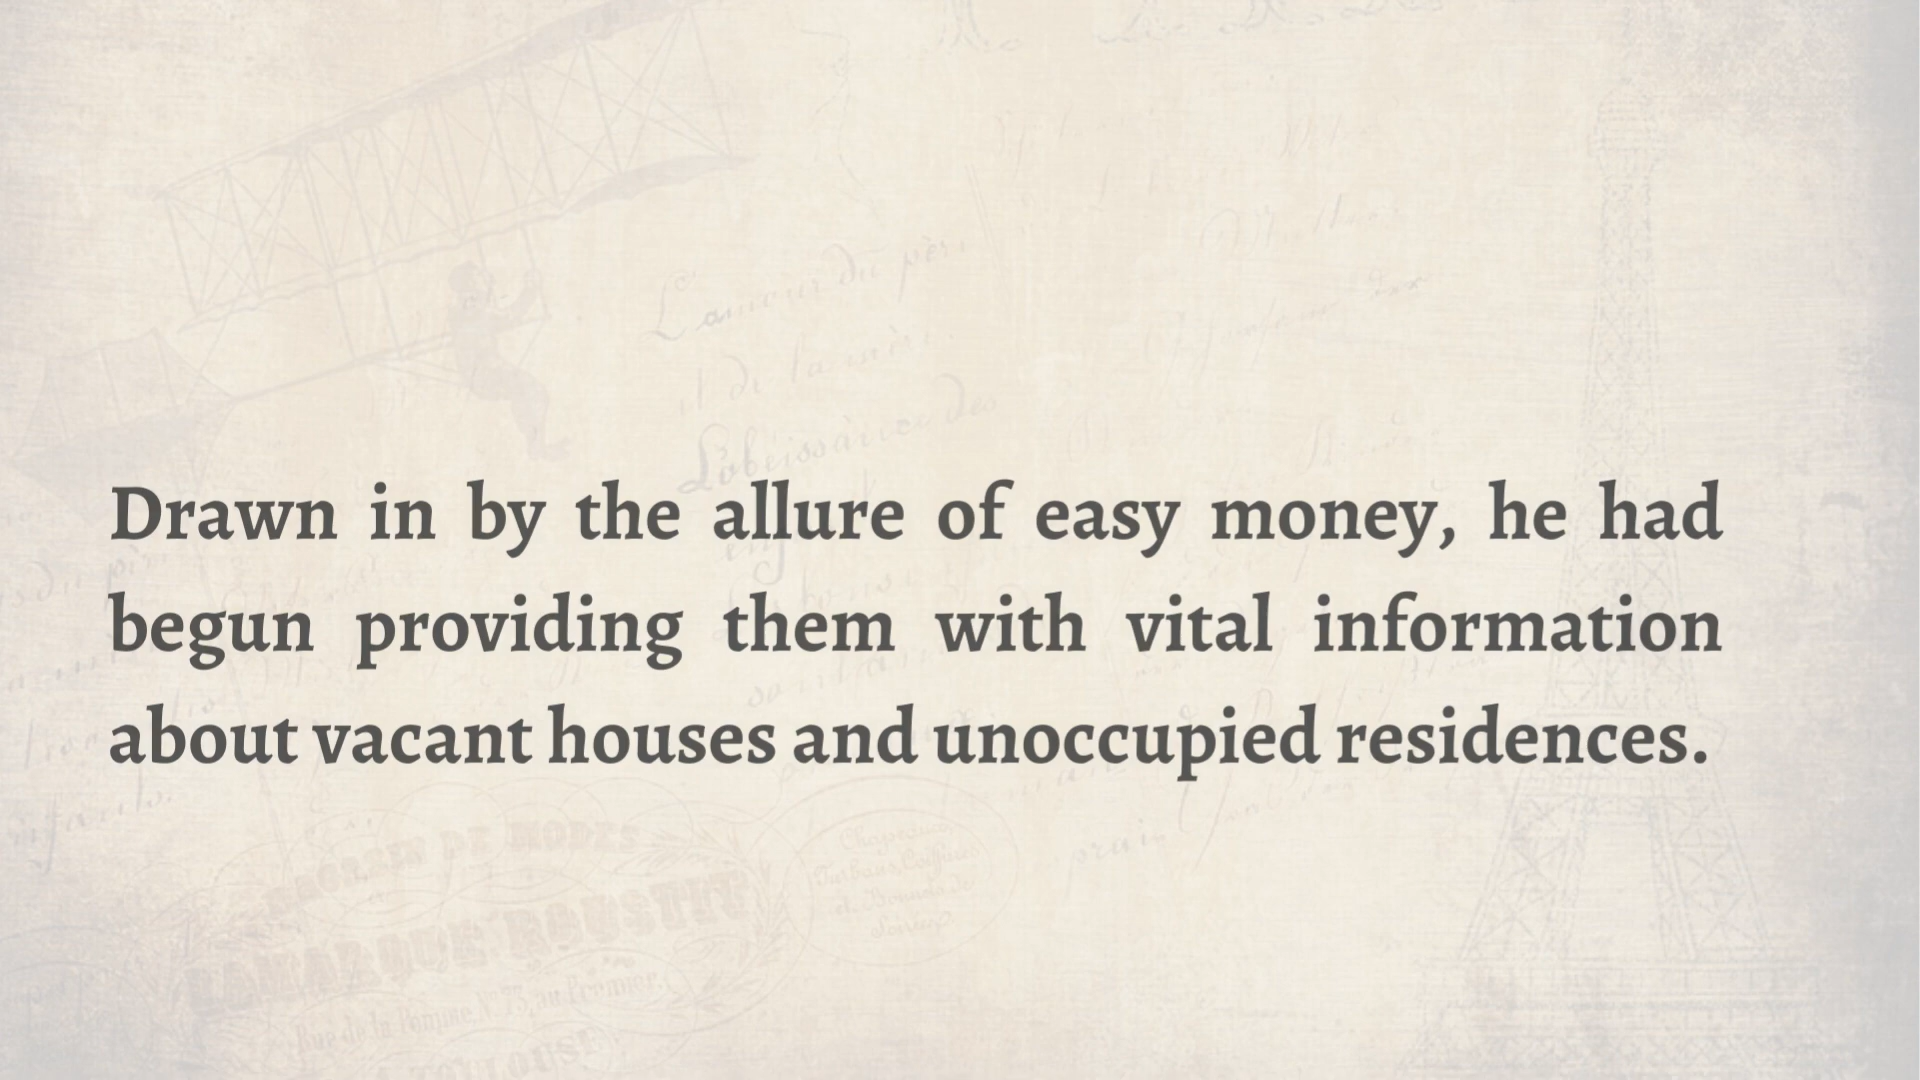 Drawn in by the allure of easy money, he had
begun providing them with vital information
about vacant houses and unoccupied residences.